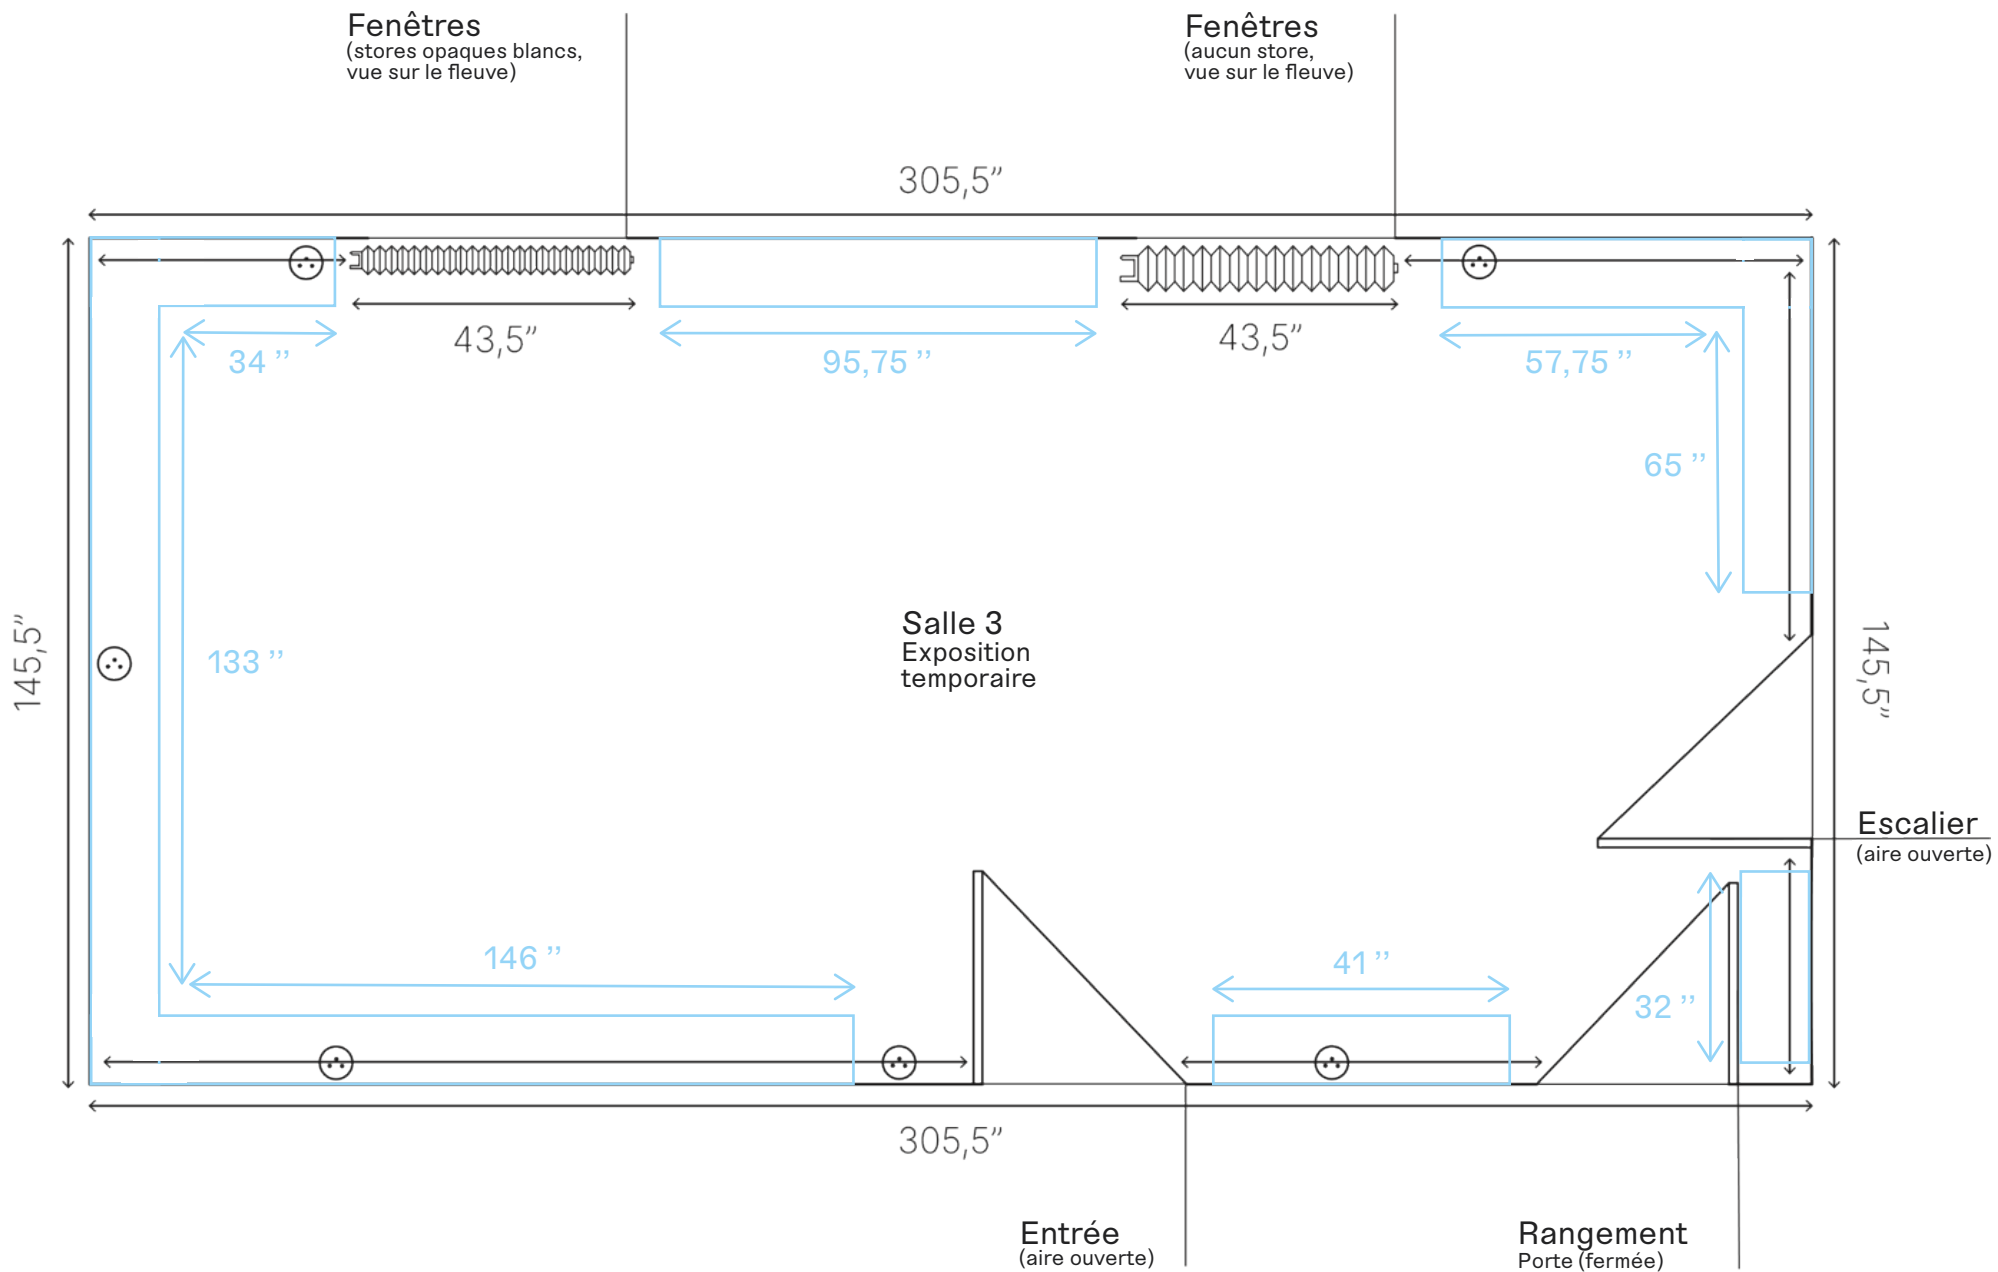 Fenêtres
(stores opaques blancs,
vue sur le fleuve)
Fenêtres
(aucun store,
vue sur le fleuve)
305,5”
43,5”
43,5”
34 ”
95,75 ”
57,75 ”
65 ”
145,5”
133 ”
Salle 3
Exposition
temporaire
145,5”
Escalier
(aire ouverte)
146 ”
41 ”
32 ”
305,5”
Entrée
(aire ouverte)
Rangement
Porte (fermée)